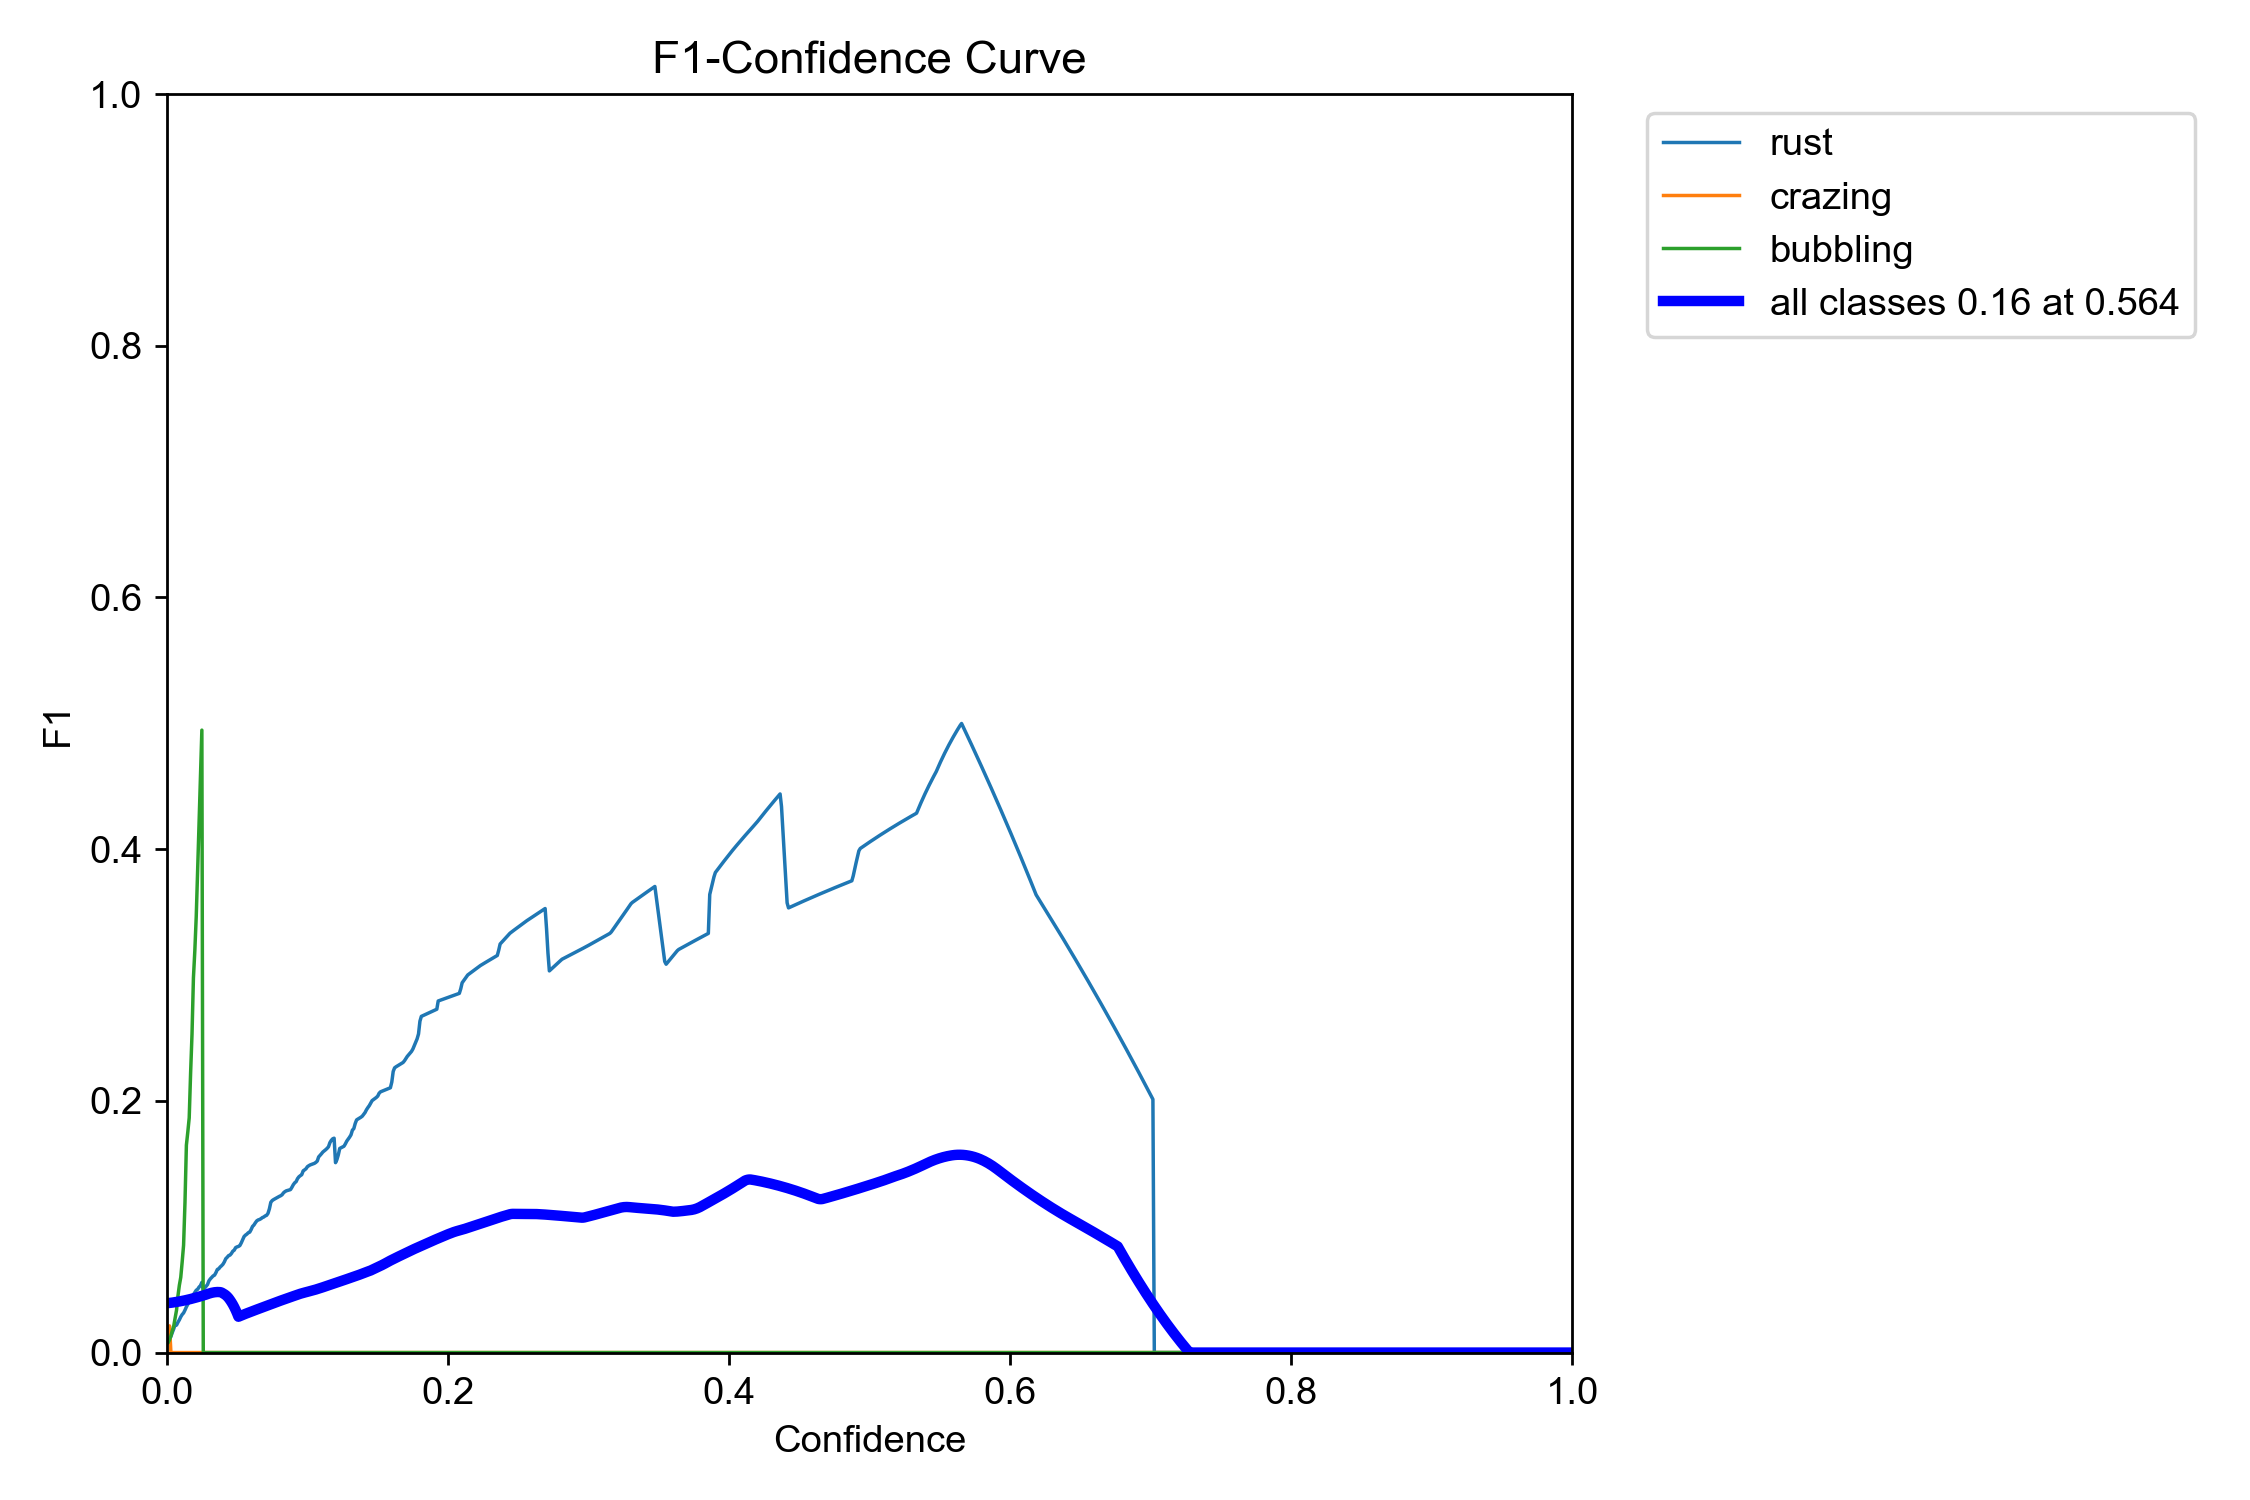 F1-Confidence Curve
1.0
0.8
0.6
0.4
0.2
0.0
F1
0.0 0.2 0.4 0.6 0.8 1.0
Confidence
rust
crazing
bubbling
all classes 0.16 at 0.564